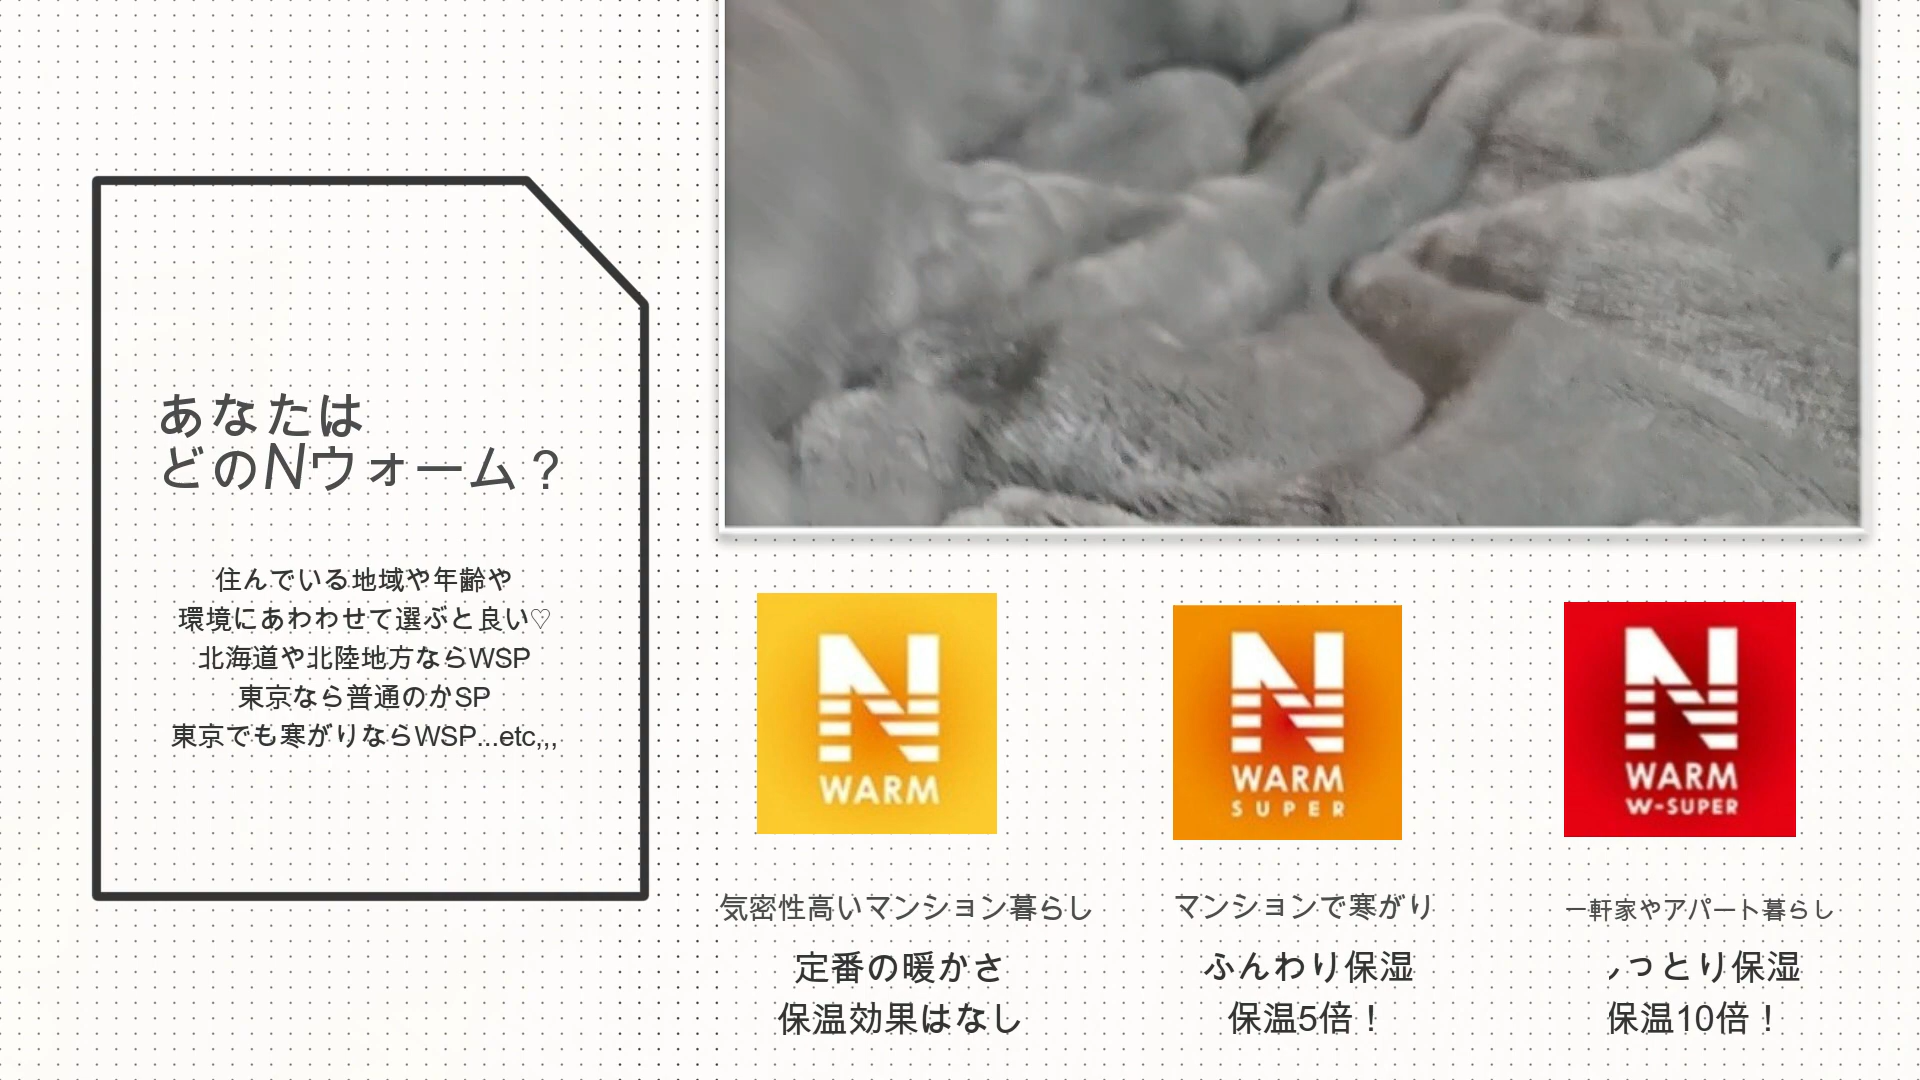 あなたは
どのNウォーム？
住んでいる地域や年齢や
環境にあわわせて選ぶと良い♡
北海道や北陸地方ならWSP
東京なら普通のかSP
東京でも寒がりならWSP...etc,,,
N
WARM
N
WARM
SUPER
N
WARM
W-SUPER
気密性高いマンション暮らし
マンションで寒がり
一軒家やアパート暮らし
定番の暖かさ
保温効果はなし
ふんわり保湿
保温5倍！
っとり保湿
保温10倍！